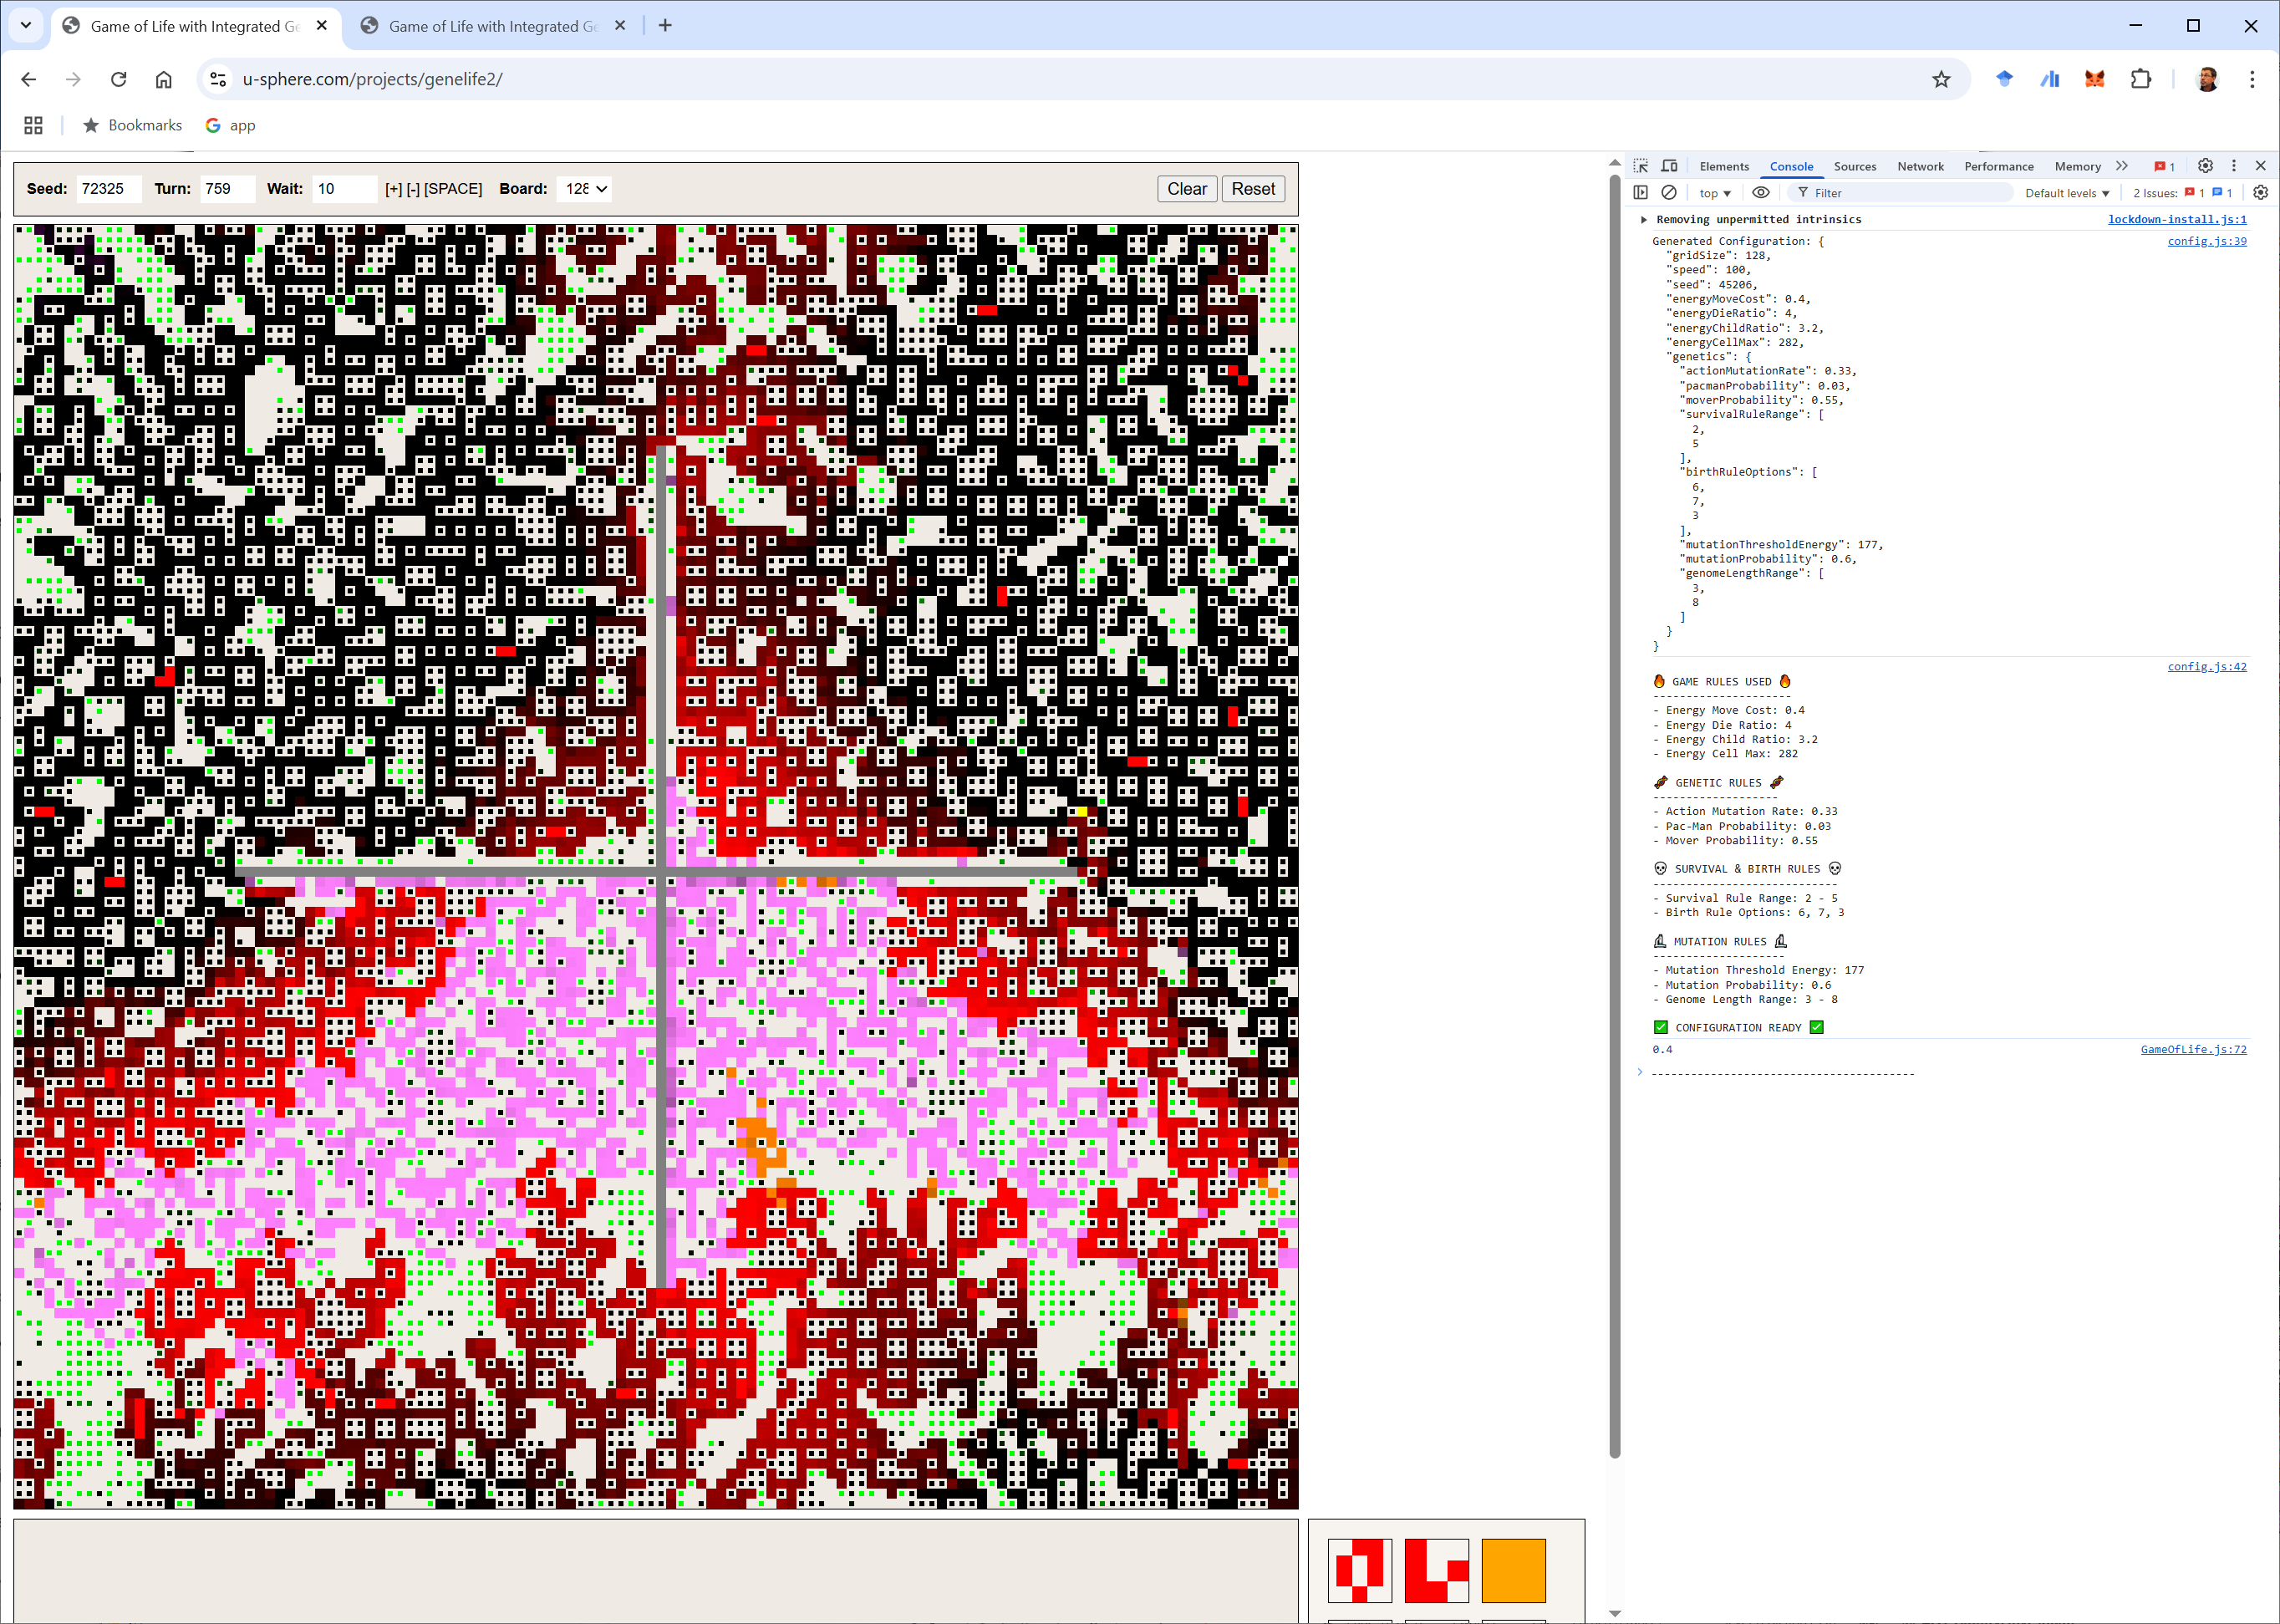 Game of Life with Integrated Ge
Game of Life with Integrated Ge
u-sphere.com/projects/genelife2/
Bookmarks
app
Seed: 72325 Turn: 759 Wait: 10 [+] [-] [SPACE] Board: 128 Clear Reset
Elements Console Sources Network Performance Memory 1
top Filter Default levels 2 Issues: 1 1
Removing unpermitted intrinsics lockdown-install.js:1
Generated Configuration: { config.js:39
"gridSize": 128,
"speed": 100,
"seed": 45206,
"energyMoveCost": 0.4,
"energyDieRatio": 4,
"energyChildRatio": 3.2,
"energyCellMax": 282,
"genetics": {
"actionMutationRate": 0.33,
"pacmanProbability": 0.03,
"moverProbability": 0.55,
"survivalRuleRange": [
2,
5
],
"birthRuleOptions": [
6,
7,
3
],
"mutationThresholdEnergy": 177,
"mutationProbability": 0.6,
"genomeLengthRange": [
3,
8
]
}
}
config.js:42
🔥 GAME RULES USED 🔥
---------------------
- Energy Move Cost: 0.4
- Energy Die Ratio: 4
- Energy Child Ratio: 3.2
- Energy Cell Max: 282
GENETIC RULES
-------------------
- Action Mutation Rate: 0.33
- Pac-Man Probability: 0.03
- Mover Probability: 0.55
💀 SURVIVAL & BIRTH RULES 💀
----------------------------
- Survival Rule Range: 2 - 5
- Birth Rule Options: 6, 7, 3
MUTATION RULES
--------------------
- Mutation Threshold Energy: 177
- Mutation Probability: 0.6
- Genome Length Range: 3 - 8
✅ CONFIGURATION READY ✅
0.4 GameOfLife.js:72
----------------------------------------